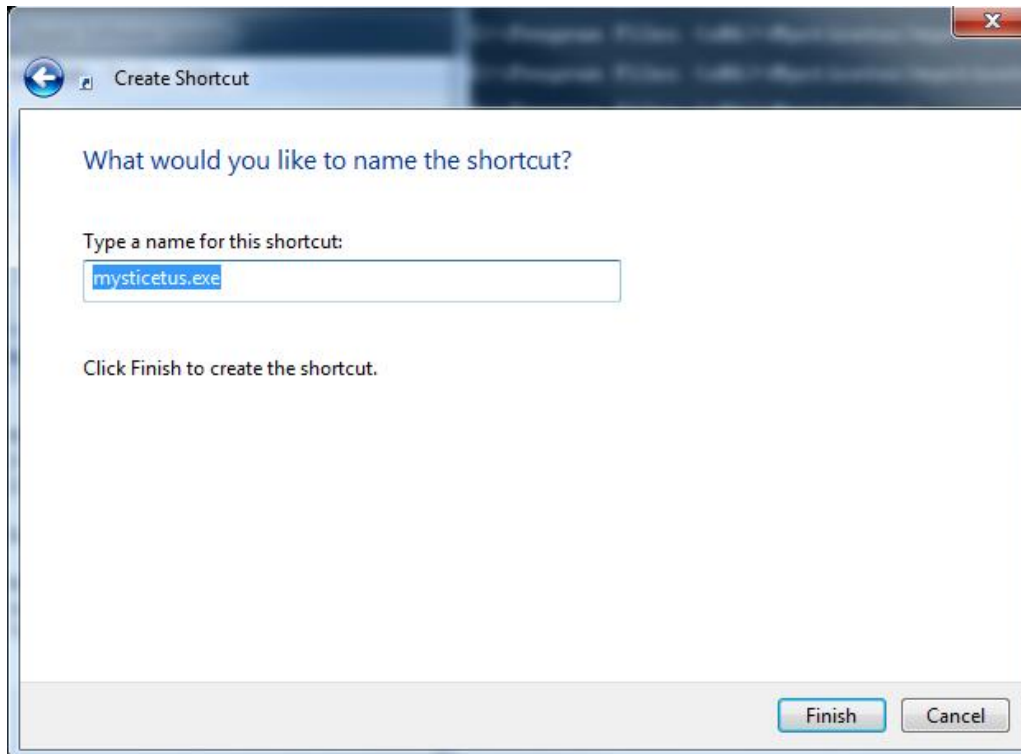 Create Shortcut
What would you like to name the shortcut?
Type a name for this shortcut:
mysticetus.exe
Click Finish to create the shortcut.
Finish
Cancel